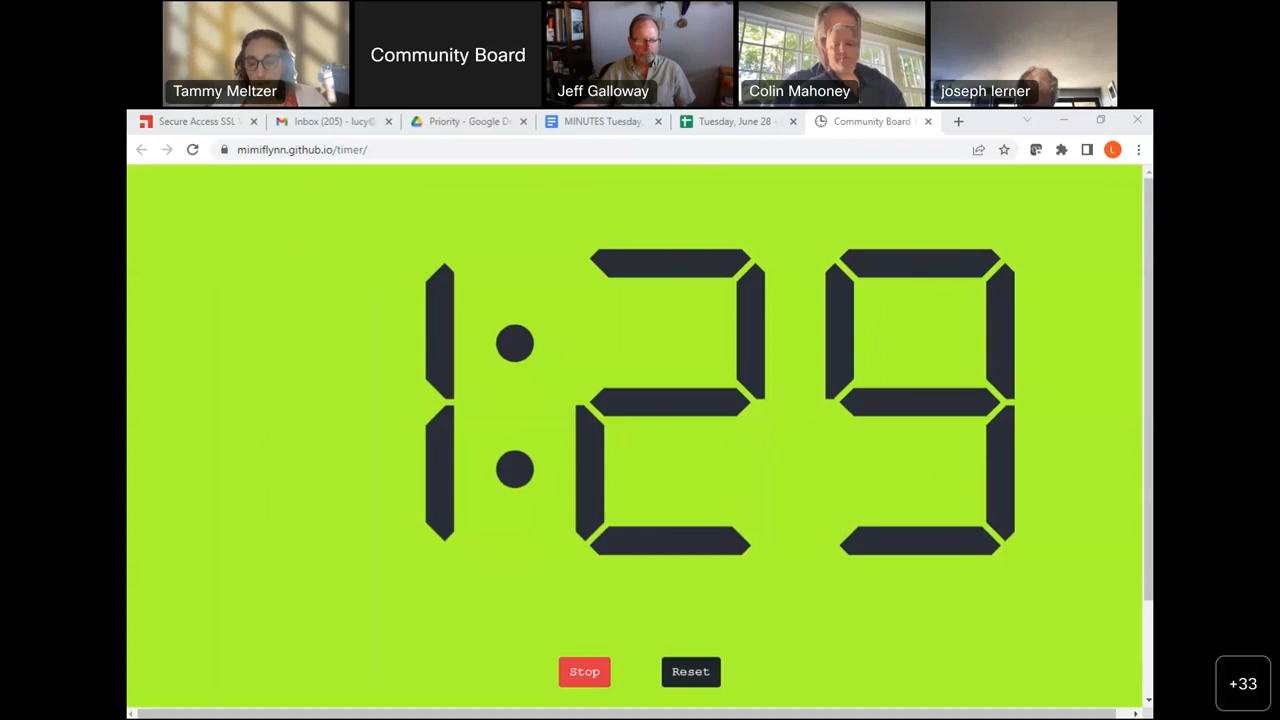 Community Board
Tammy Meltzer
Jeff Galloway
Colin Mahoney
joseph lerner
Secure Access SSL
Inbox (205) - lucy@
Priority - Google D
MINUTES Tuesday,
Tuesday, June 28 -
Community Board
mimiflynn.github.io/timer/
L
1:29
Stop
Reset
+33